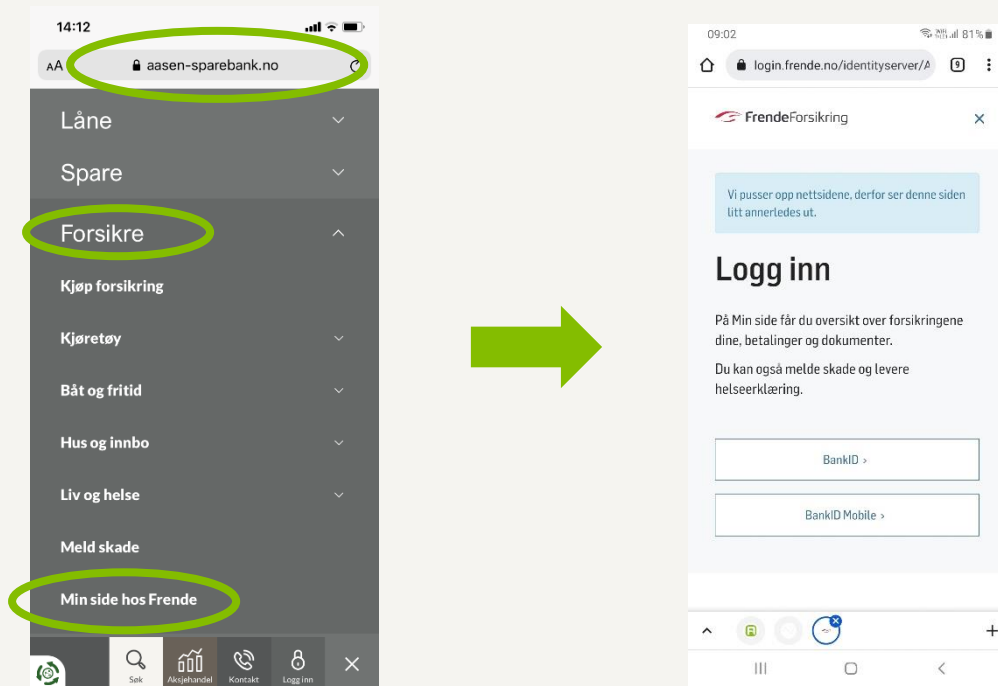 14:12
AA aasen-sparebank.no
Låne
Spare
Forsikre
Kjøp forsikring
Kjøretøy
Båt og fritid
Hus og innbo
Liv og helse
Meld skade
Min side hos Frende
Søk Aksjehandel Kontakt Logg inn
09:02 81%
login.frende.no/identityserver/A 9
FrendeForsikring
Vi pusser opp nettsidene, derfor ser denne siden
litt annerledes ut.
Logg inn
På Min side får du oversikt over forsikringene
dine, betalinger og dokumenter.
Du kan også melde skade og levere
helseerklæring.
BankID ›
BankID Mobile ›